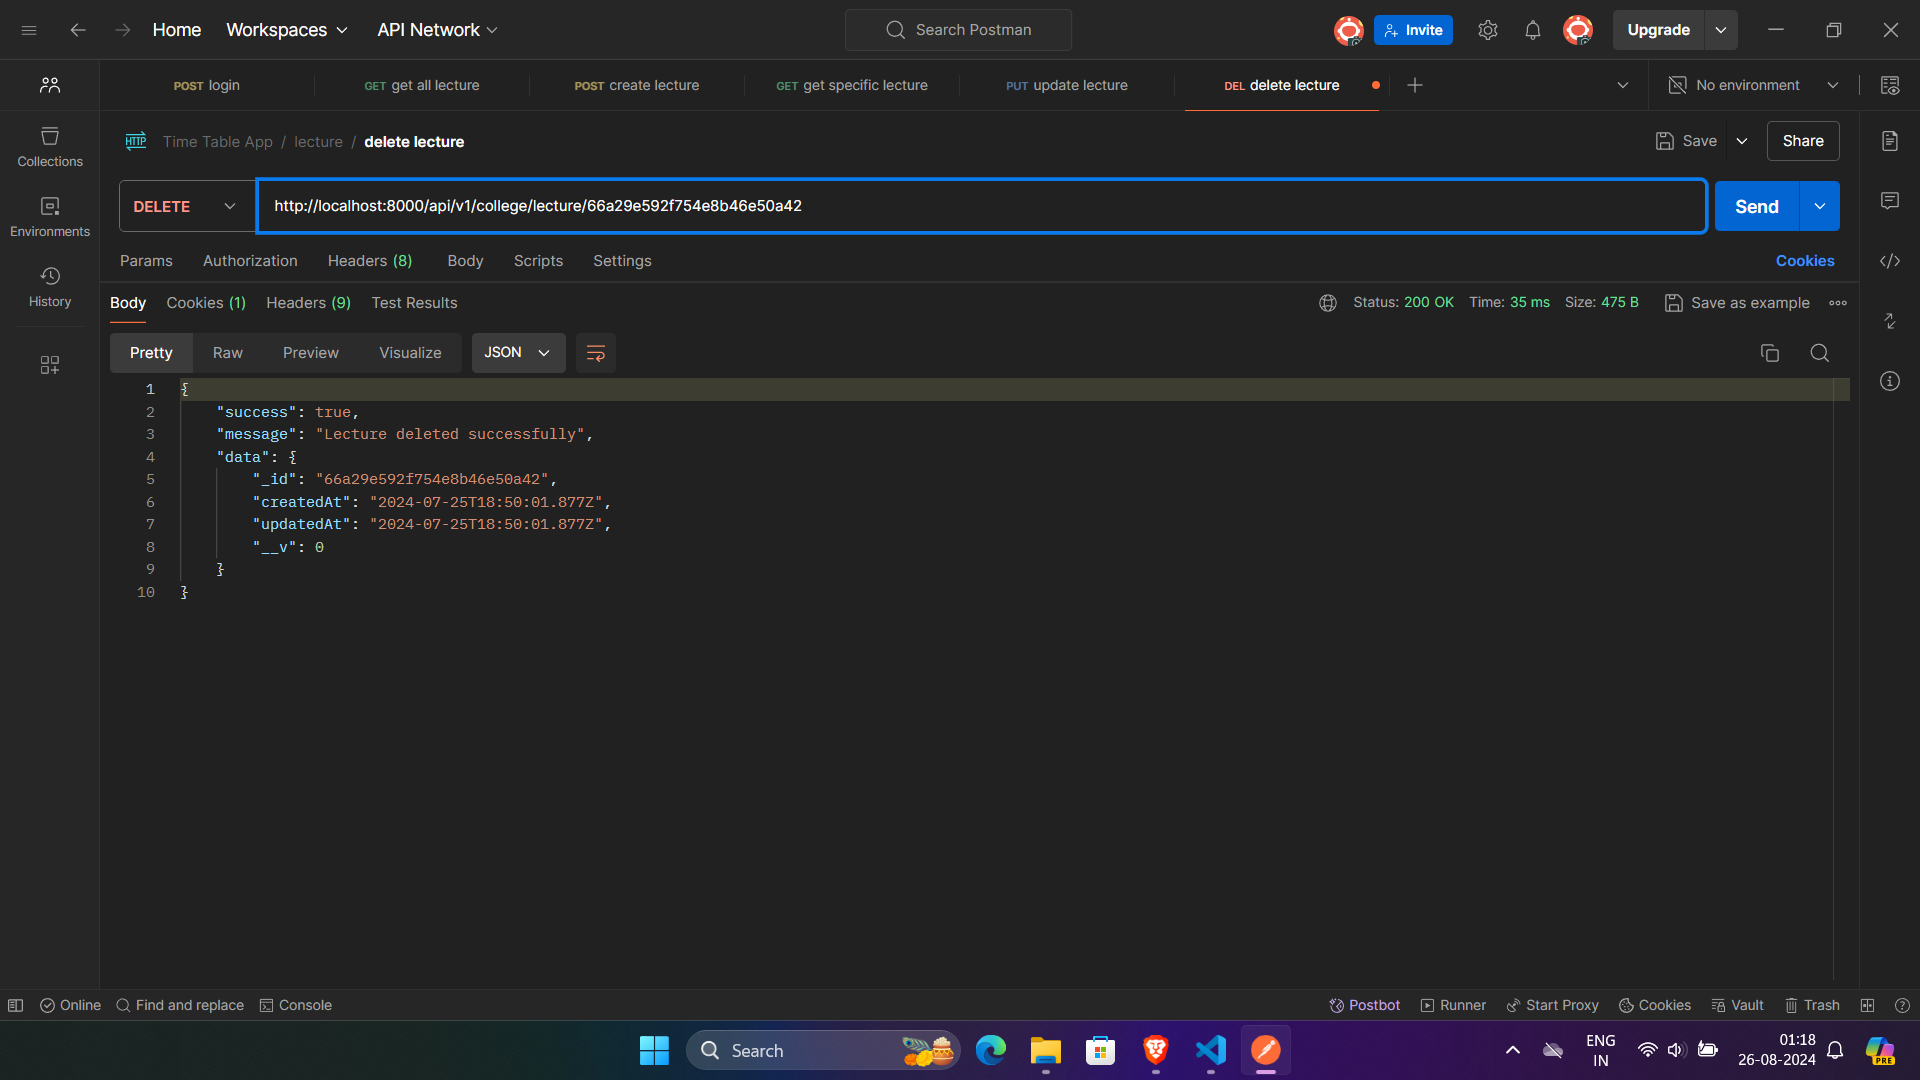 Home Workspaces API Network Search Postman Invite Upgrade
POST login GET get all lecture POST create lecture GET get specific lecture PUT update lecture DEL delete lecture No environment
HTTP Time Table App / lecture / delete lecture Save Share
Collections
DELETE http://localhost:8000/api/v1/college/lecture/66a29e592f754e8b46e50a42 Send
Environments
Params Authorization Headers (8) Body Scripts Settings Cookies
History
Body Cookies (1) Headers (9) Test Results Status: 200 OK Time: 35 ms Size: 475 B Save as example
Pretty Raw Preview Visualize JSON
1 {
2 "success": true,
3 "message": "Lecture deleted successfully",
4 "data": {
5 "_id": "66a29e592f754e8b46e50a42",
6 "createdAt": "2024-07-25T18:50:01.877Z",
7 "updatedAt": "2024-07-25T18:50:01.877Z",
8 "__v": 0
9 }
10 }
Online Find and replace Console Postbot Runner Start Proxy Cookies Vault Trash
Search ENG 01:18
IN 26-08-2024 PRE